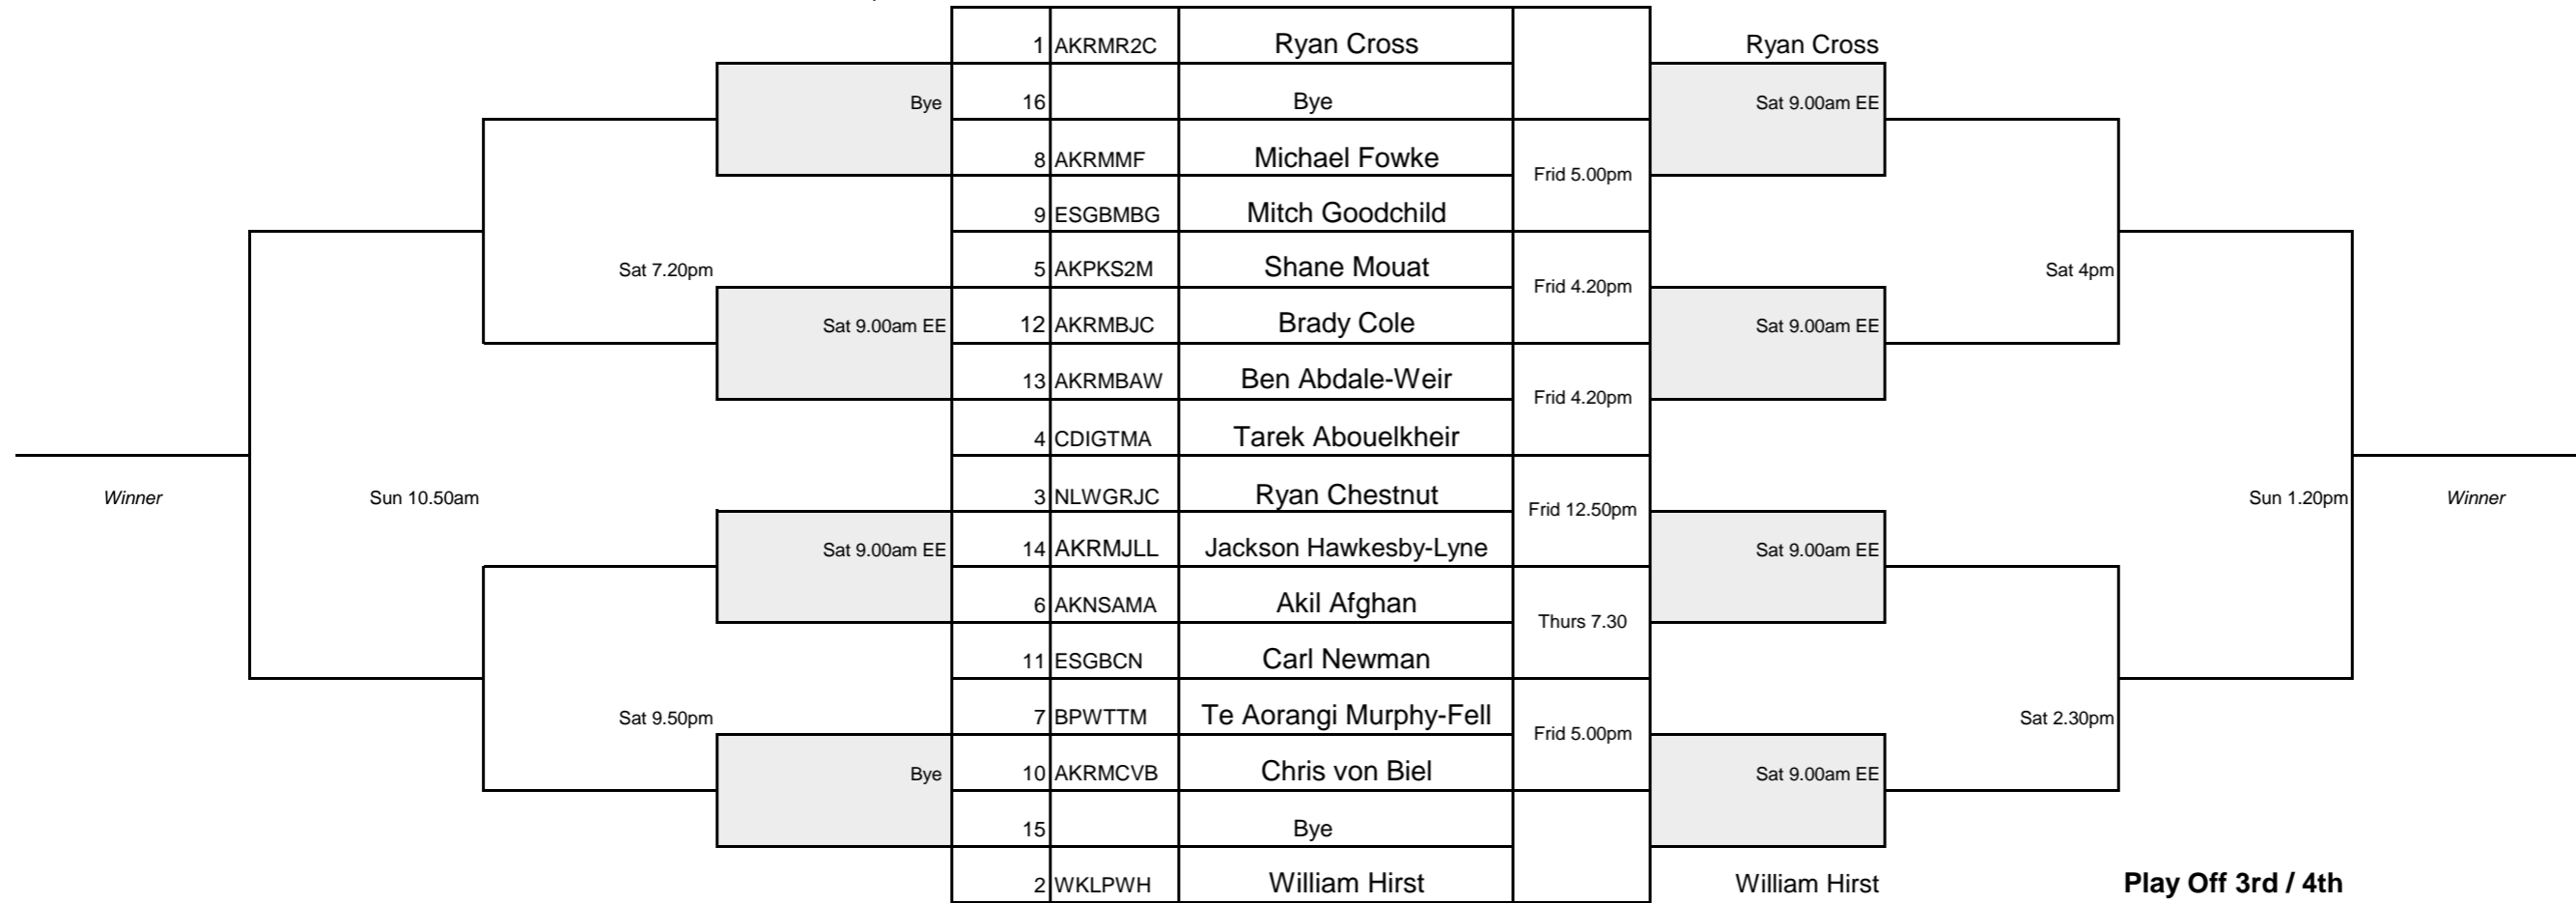 1 AKRMR2C Ryan Cross Ryan Cross
Bye 16 Bye Sat 9.00am EE
8 AKRMMF Michael Fowke
Frid 5.00pm
9 ESGBMBG Mitch Goodchild
Sat 7.20pm 5 AKPKS2M Shane Mouat Sat 4pm
Frid 4.20pm
Sat 9.00am EE 12 AKRMBJC Brady Cole Sat 9.00am EE
13 AKRMBAW Ben Abdale-Weir
Frid 4.20pm
4 CDIGTMA Tarek Abouelkheir
Winner Sun 10.50am 3 NLWGRJC Ryan Chestnut Sun 1.20pm Winner
Frid 12.50pm
Sat 9.00am EE 14 AKRMJLL Jackson Hawkesby-Lyne Sat 9.00am EE
6 AKNSAMA Akil Afghan
Thurs 7.30
11 ESGBCN Carl Newman
Sat 9.50pm 7 BPWTTM Te Aorangi Murphy-Fell Sat 2.30pm
Frid 5.00pm
Bye 10 AKRMCVB Chris von Biel Sat 9.00am EE
15 Bye
2 WKLPWH William Hirst William Hirst Play Off 3rd / 4th